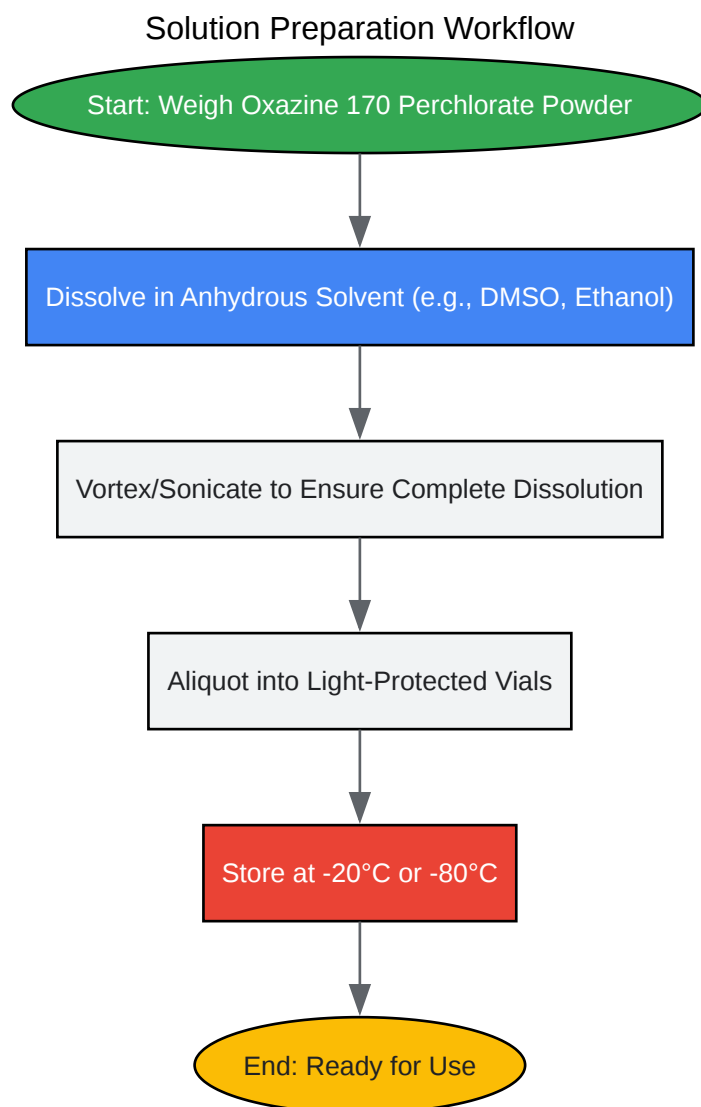 Solution Preparation Workflow
Start: Weigh Oxazine 170 Perchlorate Powder
Dissolve in Anhydrous Solvent (e.g., DMSO, Ethanol)
Vortex/Sonicate to Ensure Complete Dissolution
Aliquot into Light-Protected Vials
Store at -20°C or -80°C
End: Ready for Use